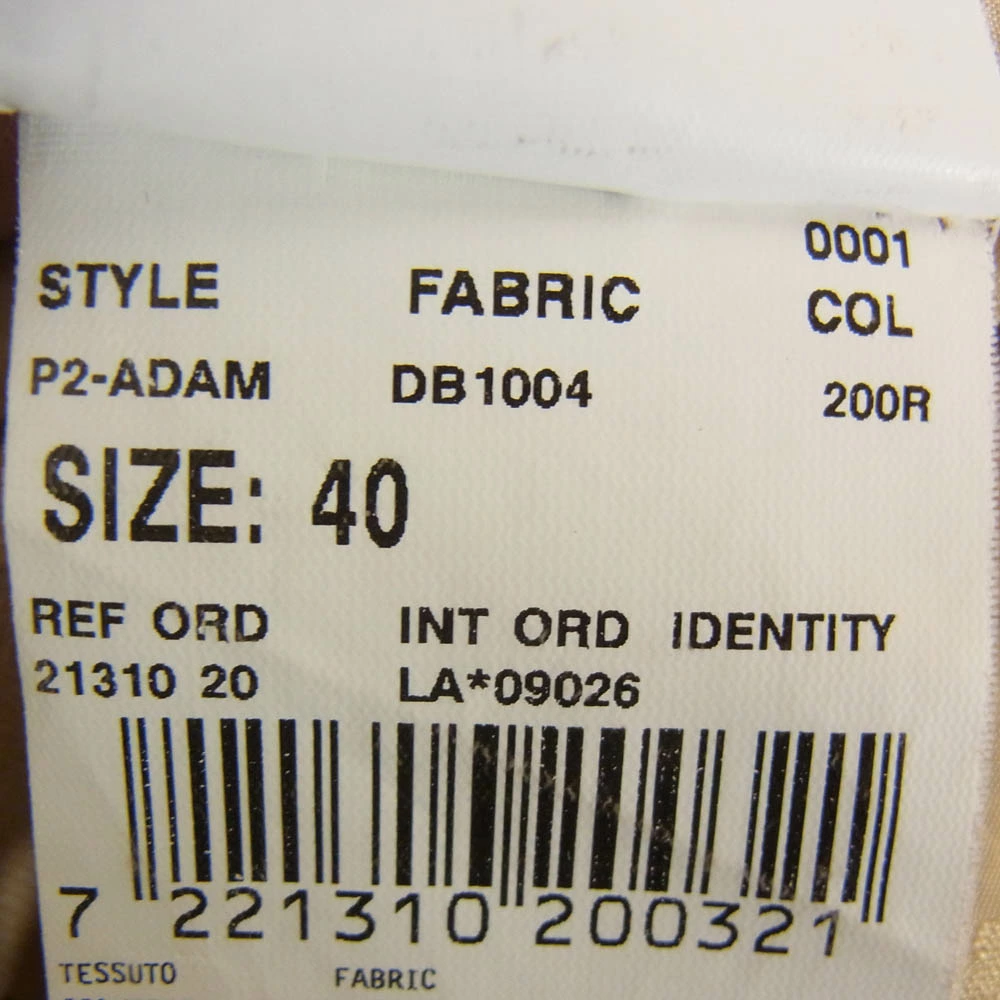 0001
STYLE FABRIC COL
P2-ADAM DB1004 200R
SIZE: 40
REF ORD INT ORD IDENTITY
21310 20 LA*09026
7 221310 200321
TESSUTO FABRIC